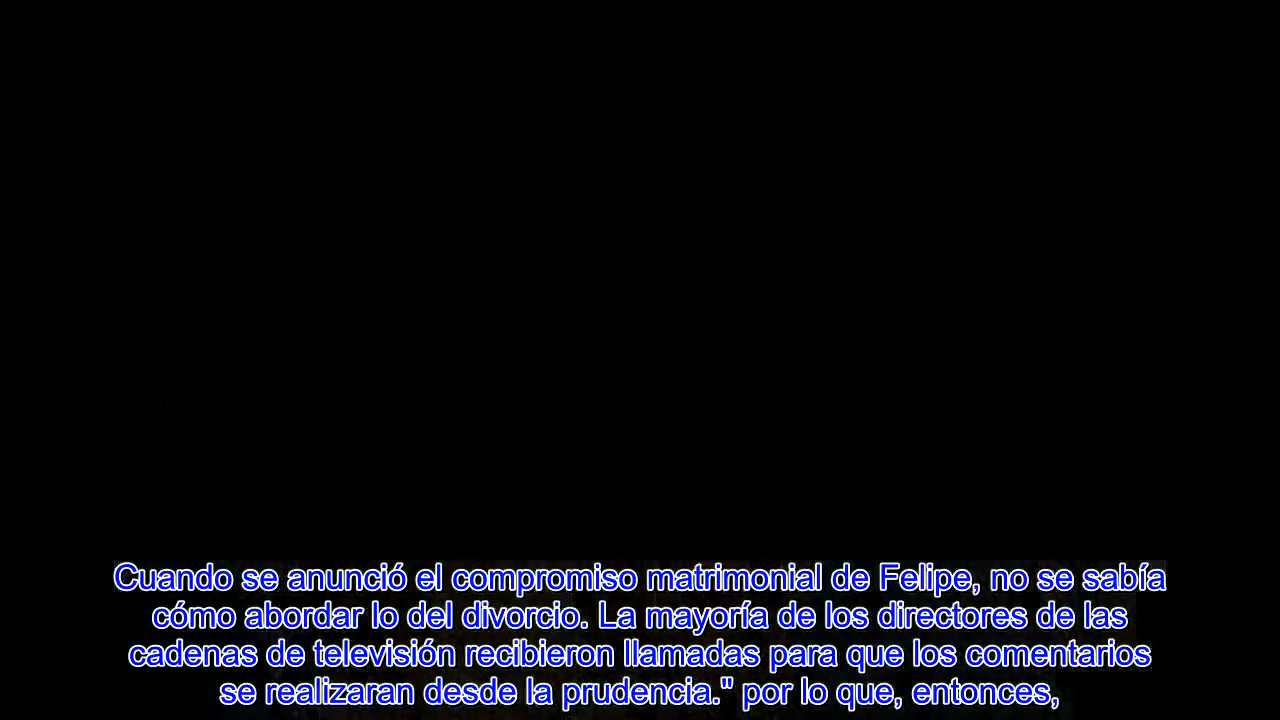 Cuando se anunció el compromiso matrimonial de Felipe, no se sabía
cómo abordar lo del divorcio. La mayoría de los directores de las
cadenas de televisión recibieron llamadas para que los comentarios
se realizaran desde la prudencia." por lo que, entonces,